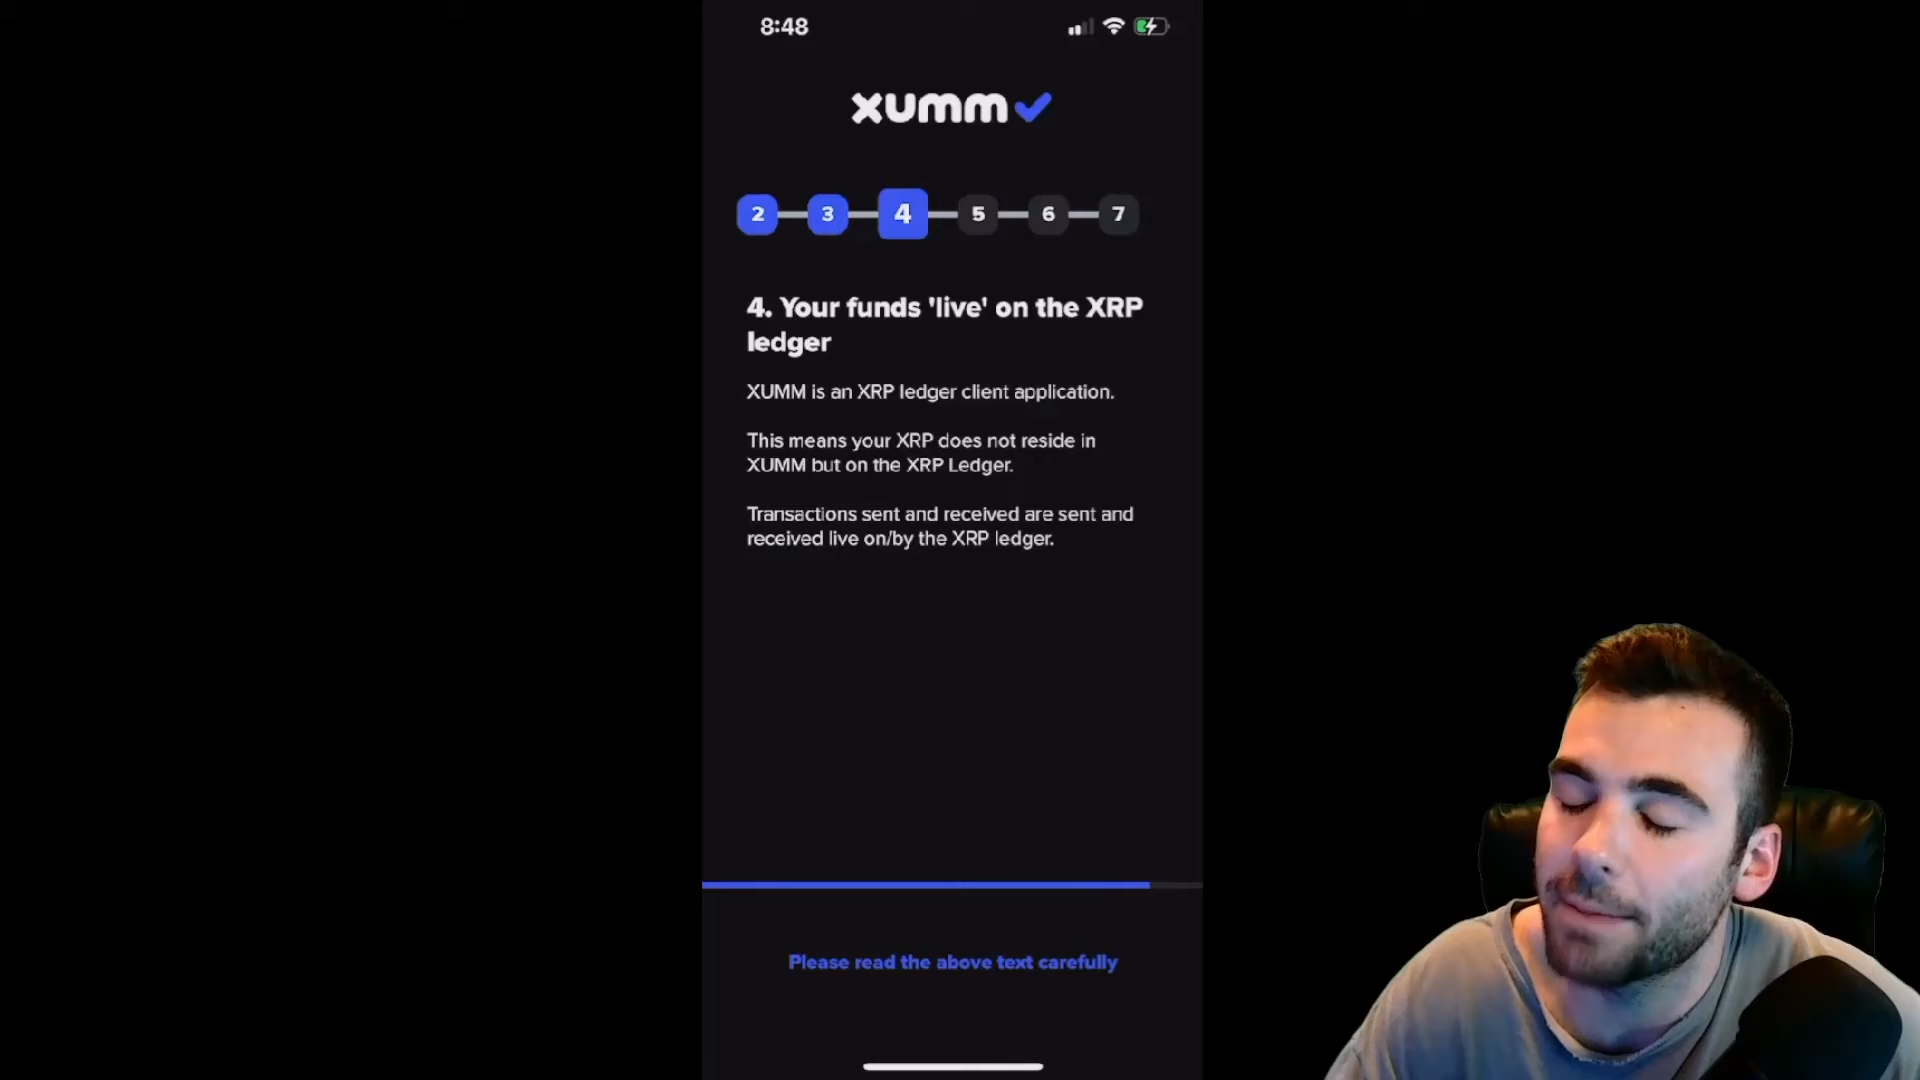 8:48
xumm
2
3
4
5
6
7
4. Your funds 'live' on the XRP
ledger
XUMM is an XRP ledger client application.
This means your XRP does not reside in
XUMM but on the XRP Ledger.
Transactions sent and received are sent and
received live on/by the XRP ledger.
Please read the above text carefully